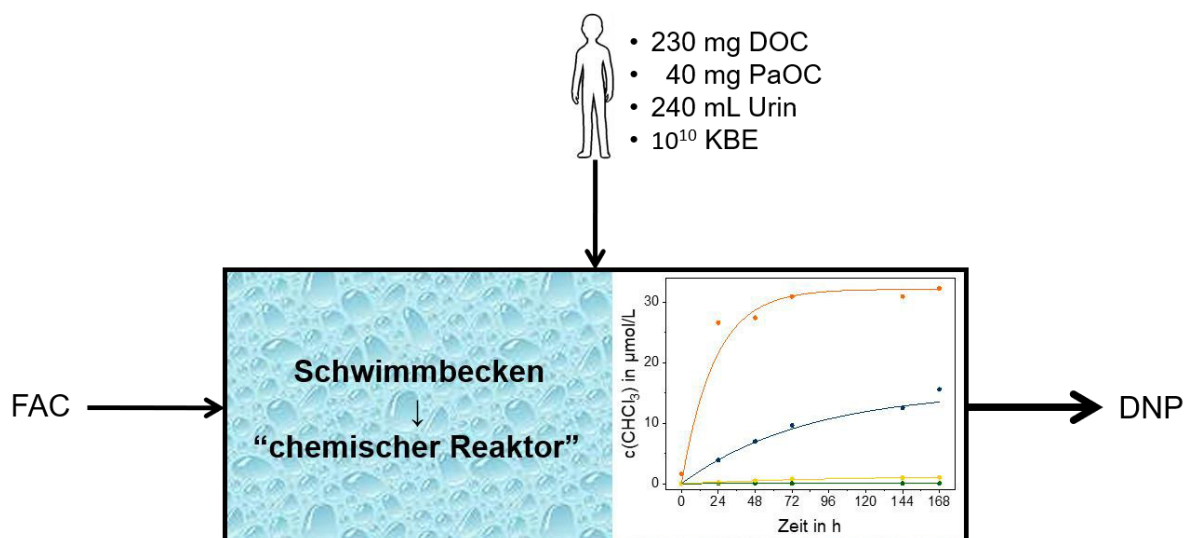 • 230 mg DOC
• 40 mg PaOC
• 240 mL Urin
• 10¹⁰ KBE
FAC
Schwimmbecken
↓
“chemischer Reaktor”
c(CHCl₃) in µmol/L
30
20
10
0
0 24 48 72 96 120 144 168
Zeit in h
DNP